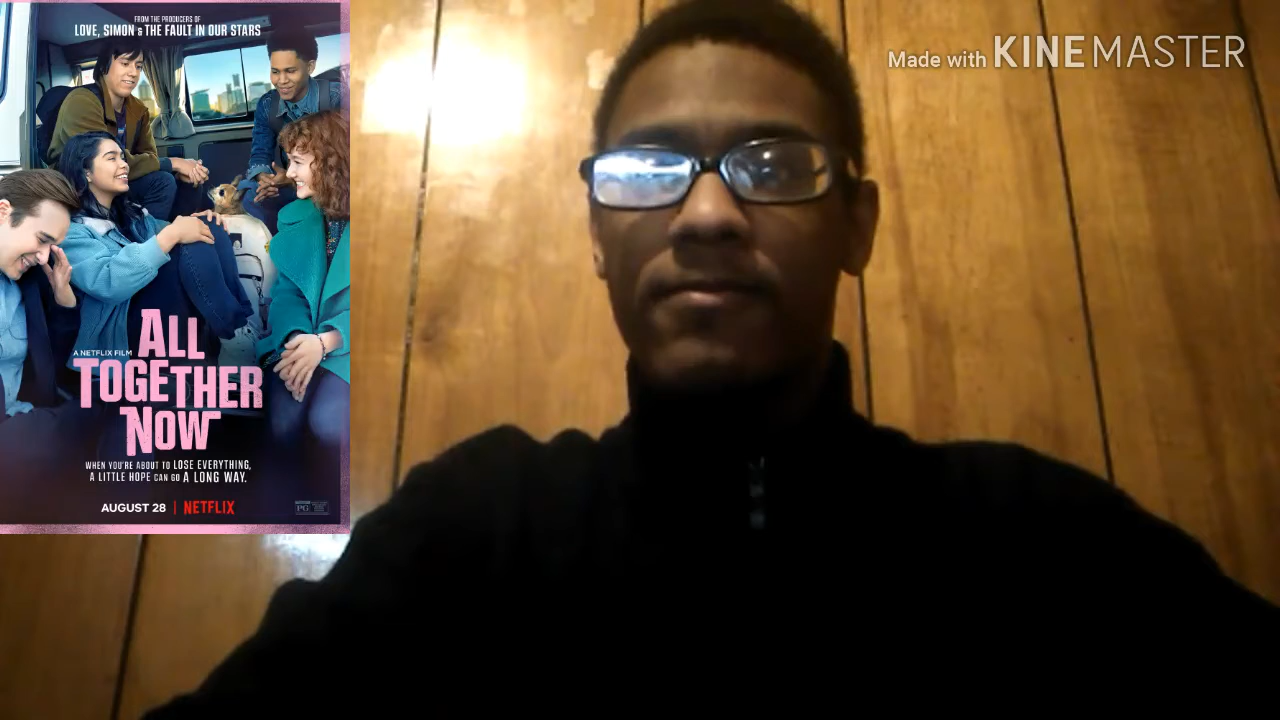 FROM THE PRODUCERS OF
LOVE, SIMON & THE FAULT IN OUR STARS
A NETFLIX FILM
ALL
TOGETHER
NOW
WHEN YOU'RE ABOUT TO LOSE EVERYTHING,
A LITTLE HOPE CAN GO A LONG WAY.
AUGUST 28 | NETFLIX
PG
Made with KINEMASTER